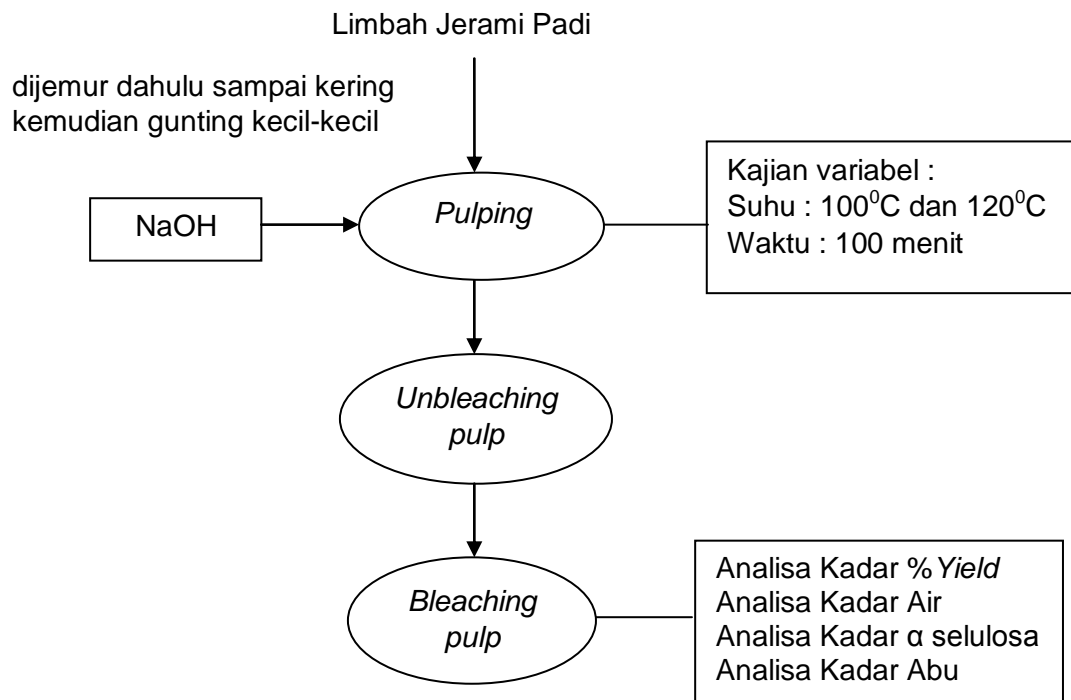 Limbah Jerami Padi
dijemur dahulu sampai kering
kemudian gunting kecil-kecil
NaOH
Pulping
Kajian variabel :
Suhu : 100⁰C dan 120⁰C
Waktu : 100 menit
Unbleaching
pulp
Bleaching
pulp
Analisa Kadar %Yield
Analisa Kadar Air
Analisa Kadar α selulosa
Analisa Kadar Abu